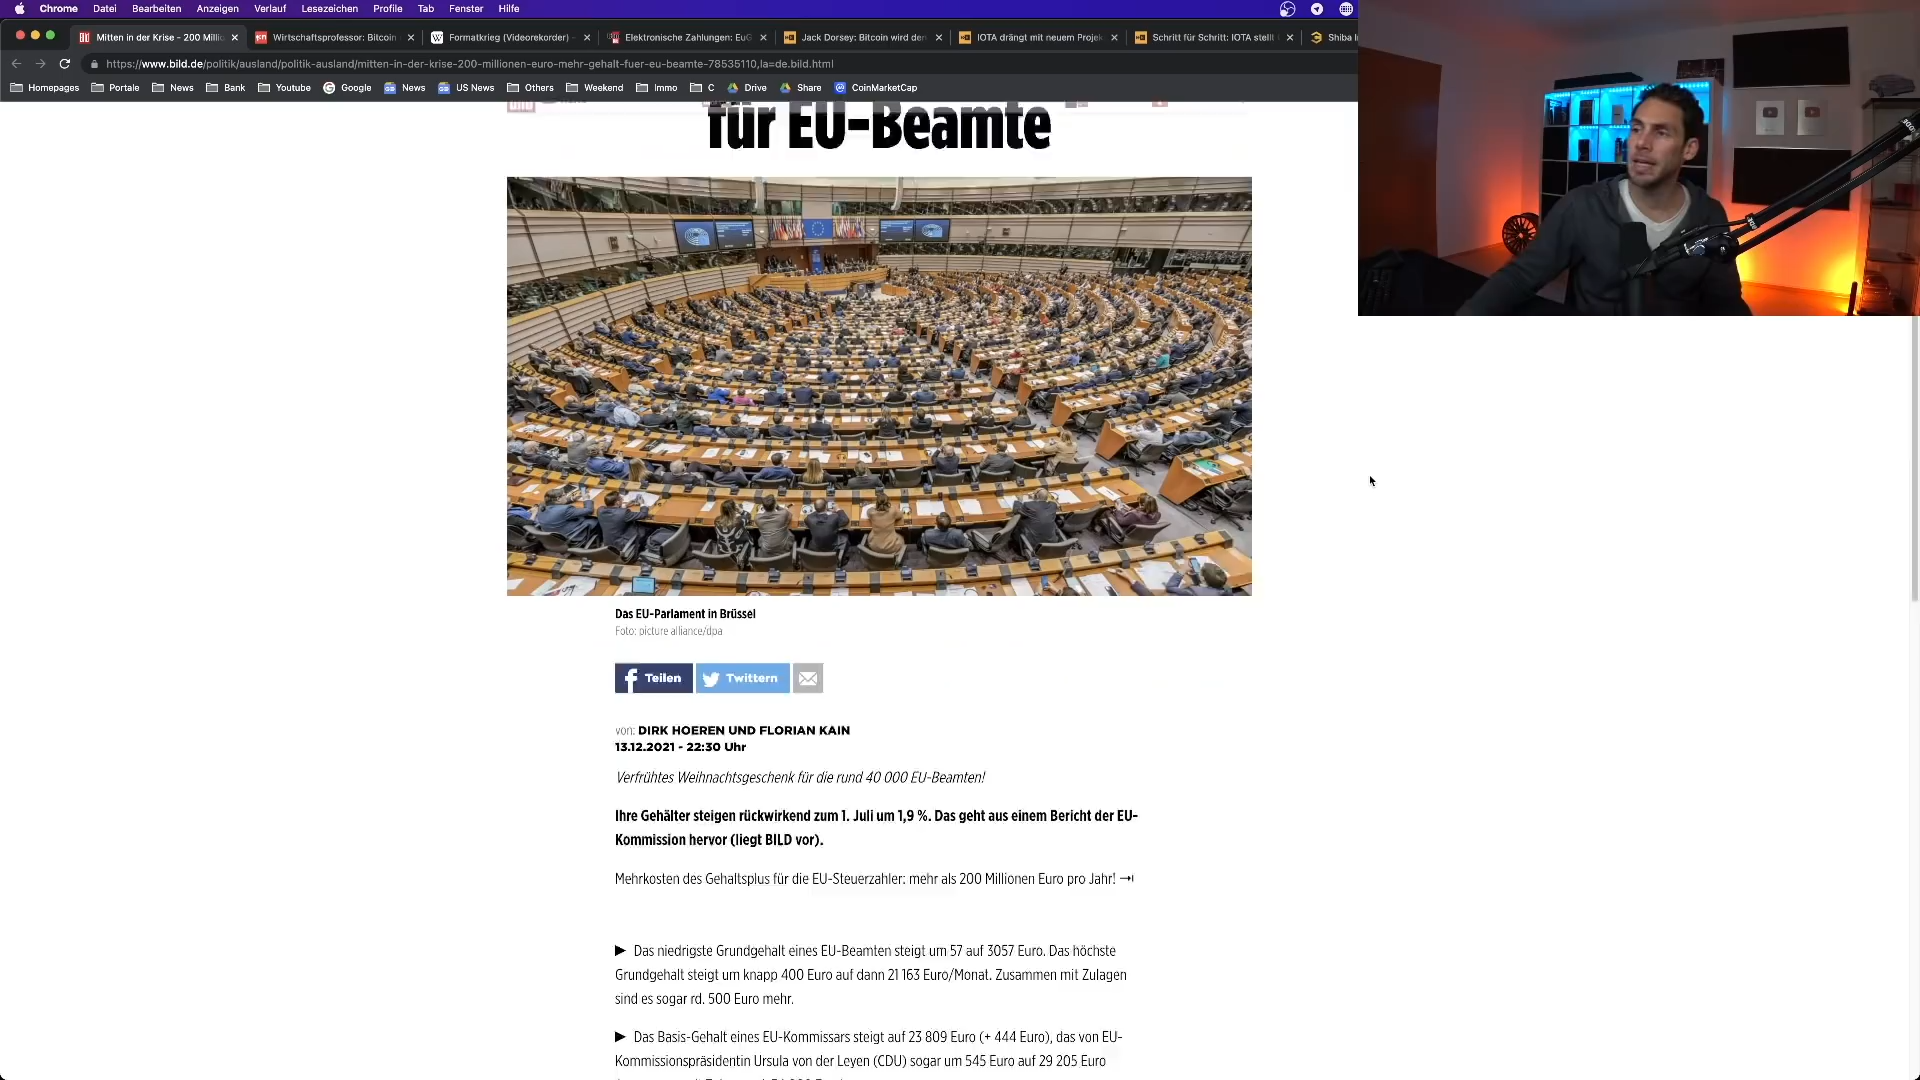 Chrome Datei Bearbeiten Anzeigen Verlauf Lesezeichen Profile Tab Fenster Hilfe
Mitten in der Krise - 200 Millio
Wirtschaftsprofessor: Bitcoin
Formatkrieg (Videorekorder) –
Elektronische Zahlungen: EuG
Jack Dorsey: Bitcoin wird den
IOTA drängt mit neuem Projek
Schritt für Schritt: IOTA stellt
Shiba I
https://www.bild.de/politik/ausland/politik-ausland/mitten-in-der-krise-200-millionen-euro-mehr-gehalt-fuer-eu-beamte-78535110,la=de.bild.html
Homepages Portale News Bank Youtube Google News US News Others Weekend Immo C Drive Share CoinMarketCap
für EU-Beamte
Das EU-Parlament in Brüssel
Foto: picture alliance/dpa
Teilen Twittern
von: DIRK HOEREN UND FLORIAN KAIN
13.12.2021 - 22:30 Uhr
Verfrühtes Weihnachtsgeschenk für die rund 40 000 EU-Beamten!
Ihre Gehälter steigen rückwirkend zum 1. Juli um 1,9 %. Das geht aus einem Bericht der EU-
Kommission hervor (liegt BILD vor).
Mehrkosten des Gehaltsplus für die EU-Steuerzahler: mehr als 200 Millionen Euro pro Jahr!
▶ Das niedrigste Grundgehalt eines EU-Beamten steigt um 57 auf 3057 Euro. Das höchste
Grundgehalt steigt um knapp 400 Euro auf dann 21 163 Euro/Monat. Zusammen mit Zulagen
sind es sogar rd. 500 Euro mehr.
▶ Das Basis-Gehalt eines EU-Kommissars steigt auf 23 809 Euro (+ 444 Euro), das von EU-
Kommissionspräsidentin Ursula von der Leyen (CDU) sogar um 545 Euro auf 29 205 Euro